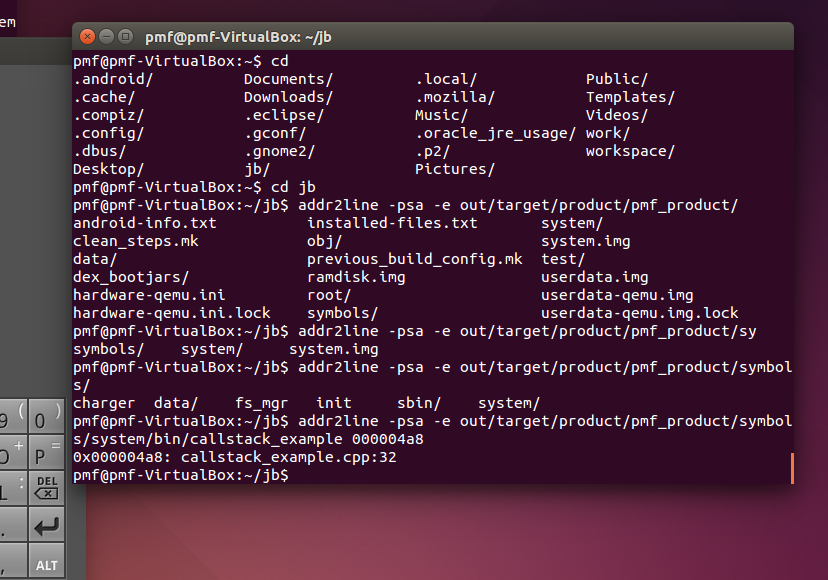 em
pmf@pmf-VirtualBox: ~/jb
pmf@pmf-VirtualBox:~$ cd
.android/ Documents/ .local/ Public/
.cache/ Downloads/ .mozilla/ Templates/
.compiz/ .eclipse/ Music/ Videos/
.config/ .gconf/ .oracle_jre_usage/ work/
.dbus/ .gnome2/ .p2/ workspace/
Desktop/ jb/ Pictures/
pmf@pmf-VirtualBox:~$ cd jb
pmf@pmf-VirtualBox:~/jb$ addr2line -psa -e out/target/product/pmf_product/
android-info.txt installed-files.txt system/
clean_steps.mk obj/ system.img
data/ previous_build_config.mk test/
dex_bootjars/ ramdisk.img userdata.img
hardware-qemu.ini root/ userdata-qemu.img
hardware-qemu.ini.lock symbols/ userdata-qemu.img.lock
pmf@pmf-VirtualBox:~/jb$ addr2line -psa -e out/target/product/pmf_product/sy
symbols/ system/ system.img
pmf@pmf-VirtualBox:~/jb$ addr2line -psa -e out/target/product/pmf_product/symbol
s/
charger data/ fs_mgr init sbin/ system/
pmf@pmf-VirtualBox:~/jb$ addr2line -psa -e out/target/product/pmf_product/symbol
s/system/bin/callstack_example 000004a8
0x000004a8: callstack_example.cpp:32
pmf@pmf-VirtualBox:~/jb$
9 ( 0 )
O + P =
L : DEL
.
, ALT